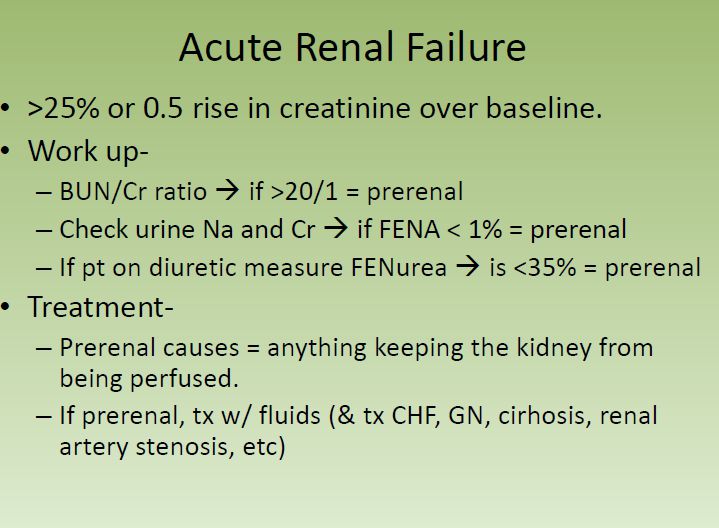 Acute Renal Failure
• >25% or 0.5 rise in creatinine over baseline.
• Work up-
– BUN/Cr ratio → if >20/1 = prerenal
– Check urine Na and Cr → if FENA < 1% = prerenal
– If pt on diuretic measure FENurea → is <35% = prerenal
• Treatment-
– Prerenal causes = anything keeping the kidney from
being perfused.
– If prerenal, tx w/ fluids (& tx CHF, GN, cirhosis, renal
artery stenosis, etc)